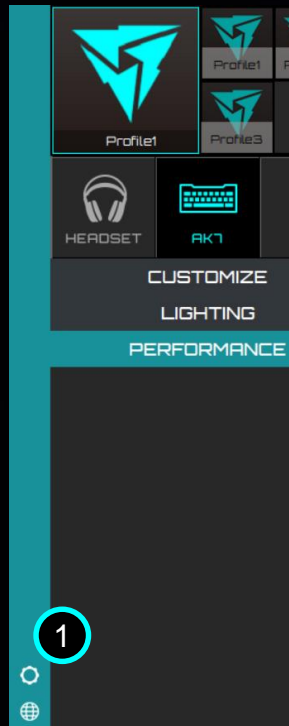 Profile1
Profile1
Profile3
HEADSET
AK7
CUSTOMIZE
LIGHTING
PERFORMANCE
1